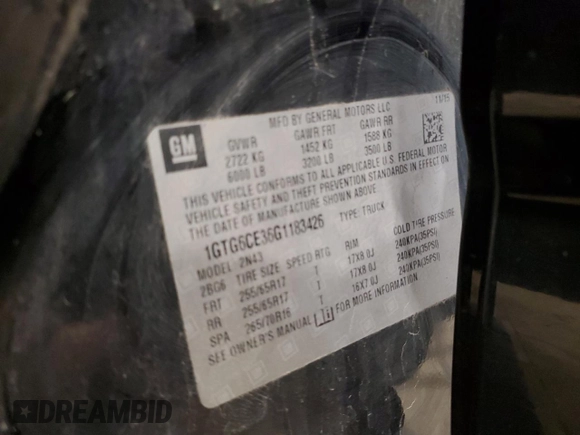 MFD BY GENERAL MOTORS LLC 11/15
GM GVWR GAWR FRT GAWR RR
2722 KG 1452 KG 1588 KG
6000 LB 3200 LB 3500 LB
THIS VEHICLE CONFORMS TO ALL APPLICABLE U.S. FEDERAL MOTOR
VEHICLE SAFETY AND THEFT PREVENTION STANDARDS IN EFFECT ON
THE DATE OF MANUFACTURE SHOWN ABOVE.
1GTG6CE36G1183426 TYPE: TRUCK
MODEL: 2N43
2BG6 TIRE SIZE SPEED RTG RIM COLD TIRE PRESSURE
FRT 255/65R17 T 17X8.0J 240KPA(35PSI)
RR 255/65R17 T 17X8.0J 240KPA(35PSI)
SPA 265/70R16 T 16X7.0J 240KPA(35PSI)
SEE OWNER'S MANUAL FOR MORE INFORMATION.
DREAMBID